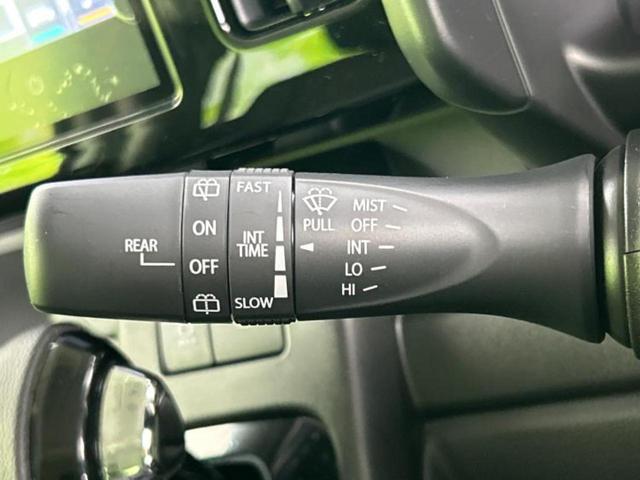 REAR
ON
OFF
FAST
INT
TIME
SLOW
PULL
MIST
OFF
INT
LO
HI